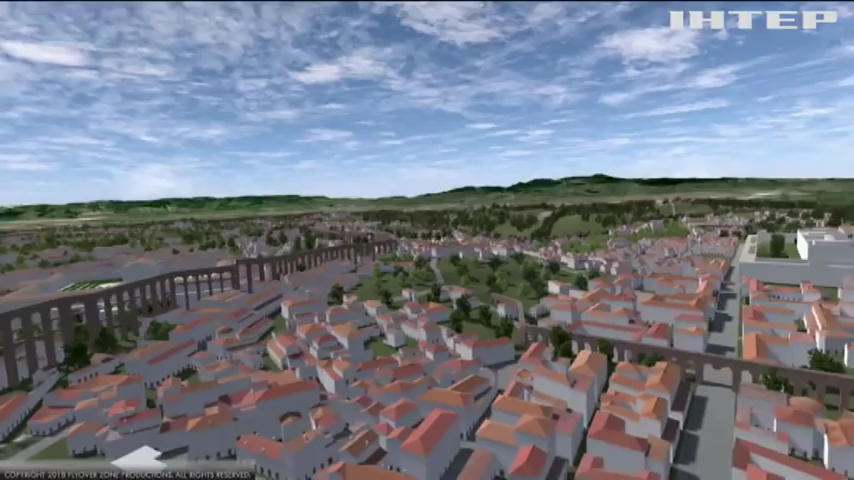 ІНТЕР
COPYRIGHT 2018 FLYOVER ZONE PRODUCTIONS. ALL RIGHTS RESERVED.